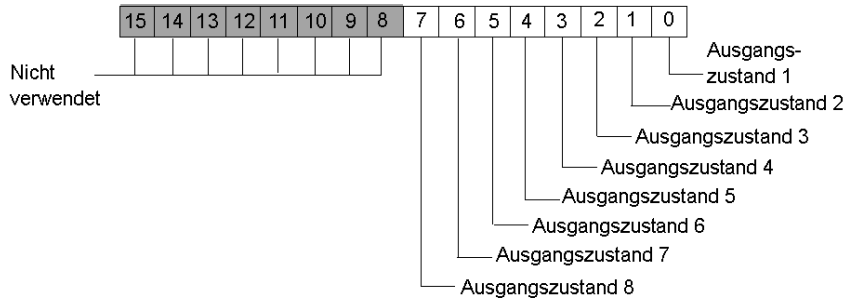 15 14 13 12 11 10 9 8 7 6 5 4 3 2 1 0
Ausgangs-
zustand 1
Nicht
verwendet
Ausgangszustand 2
Ausgangszustand 3
Ausgangszustand 4
Ausgangszustand 5
Ausgangszustand 6
Ausgangszustand 7
Ausgangszustand 8